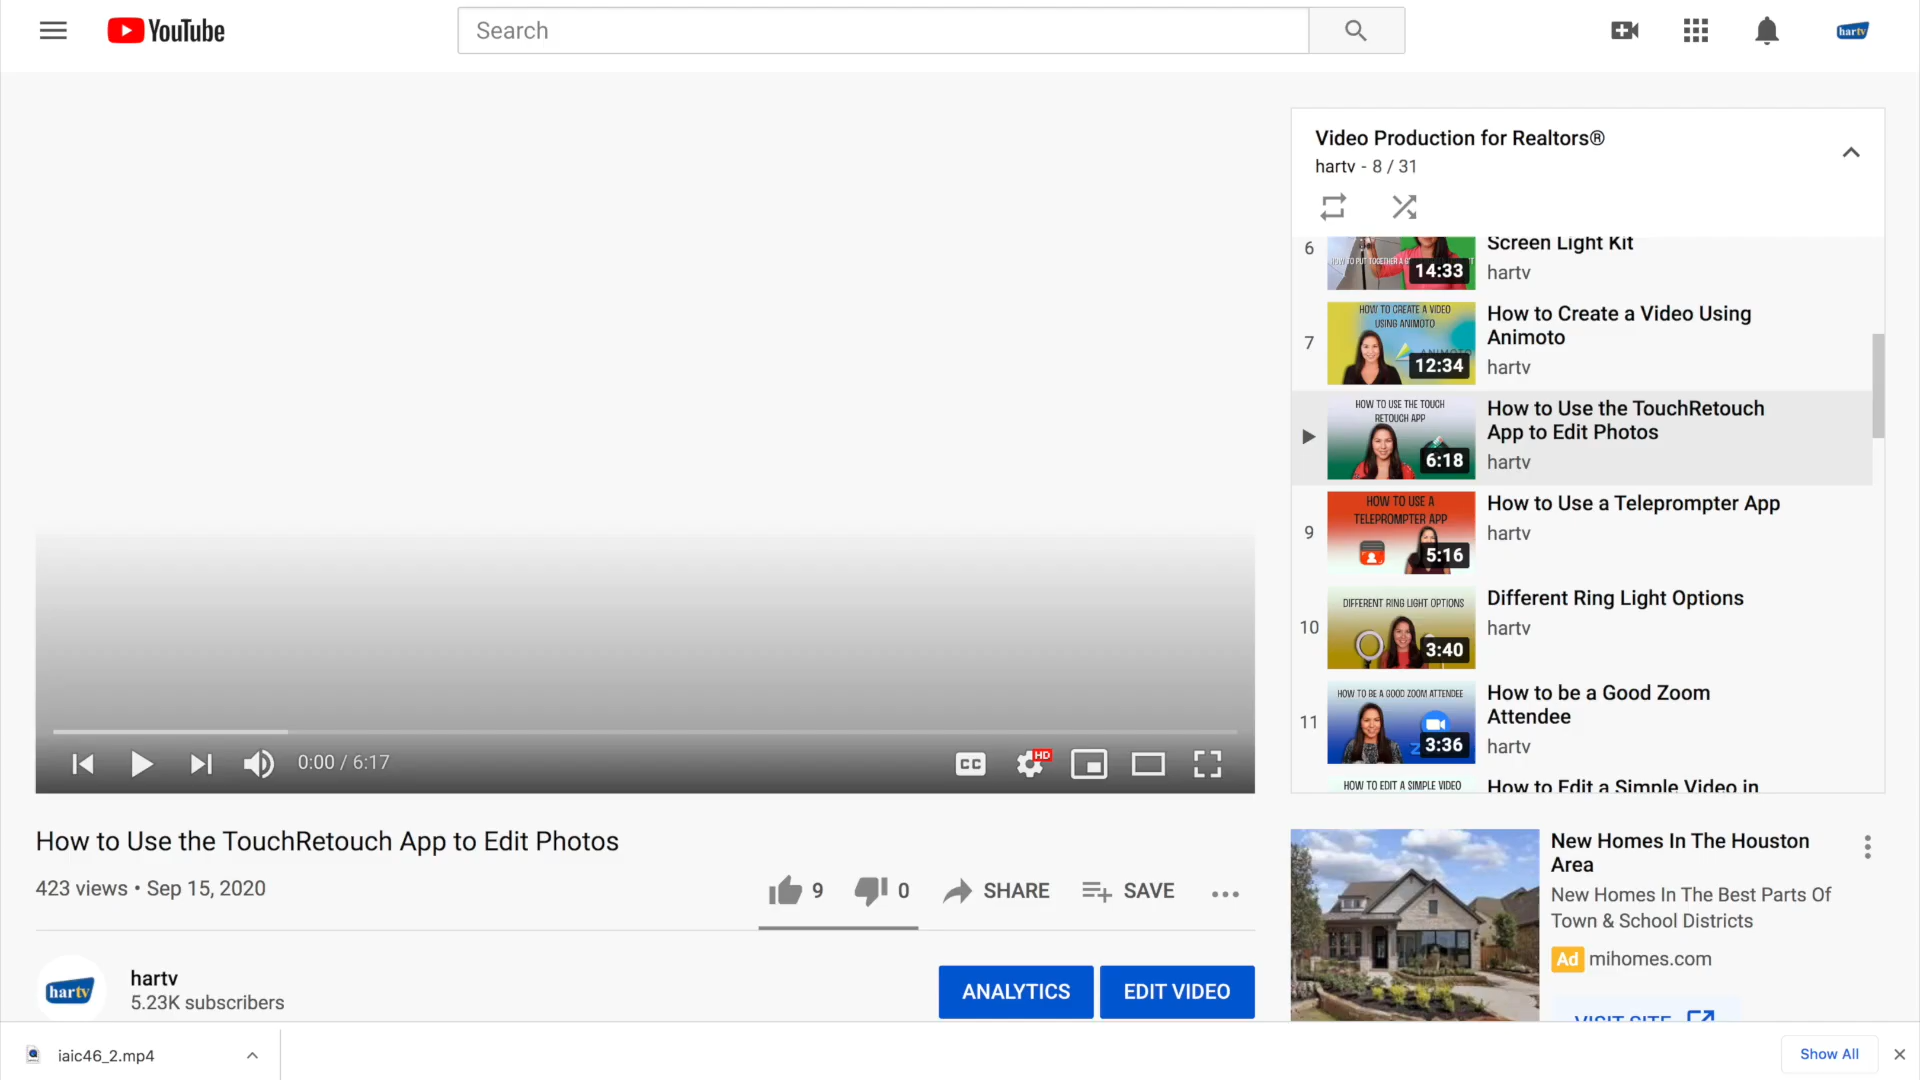 YouTube
Search
hartv
Video Production for Realtors®
hartv - 8 / 31
6
14:33
Screen Light Kit
hartv
7
HOW TO CREATE A VIDEO
USING ANIMOTO
12:34
How to Create a Video Using
Animoto
hartv
HOW TO USE THE TOUCH
RETOUCH APP
6:18
How to Use the TouchRetouch
App to Edit Photos
hartv
9
HOW TO USE A
TELEPROMPTER APP
5:16
How to Use a Teleprompter App
hartv
10
DIFFERENT RING LIGHT OPTIONS
3:40
Different Ring Light Options
hartv
11
HOW TO BE A GOOD ZOOM ATTENDEE
3:36
How to be a Good Zoom
Attendee
hartv
HOW TO EDIT A SIMPLE VIDEO
How to Edit a Simple Video in
0:00 / 6:17
CC
HD
How to Use the TouchRetouch App to Edit Photos
423 views • Sep 15, 2020
9
0
SHARE
SAVE
hartv
hartv
5.23K subscribers
ANALYTICS
EDIT VIDEO
New Homes In The Houston
Area
New Homes In The Best Parts Of
Town & School Districts
Ad mihomes.com
VISIT SITE
iaic46_2.mp4
Show All